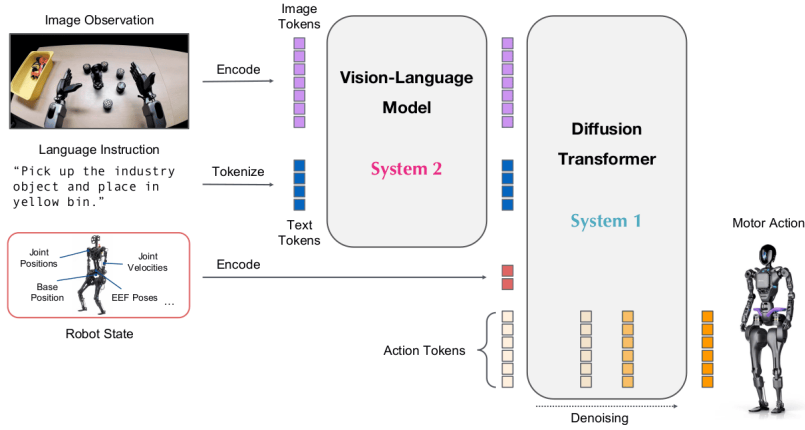 Image Observation
Image
Tokens
Encode
Vision-Language
Model
System 2
Language Instruction
“Pick up the industry
object and place in
yellow bin.”
Tokenize
Text
Tokens
Diffusion
Transformer
System 1
Motor Action
Joint
Positions
Joint
Velocities
Base
Position
EEF Poses
...
Robot State
Encode
Action Tokens
Denoising